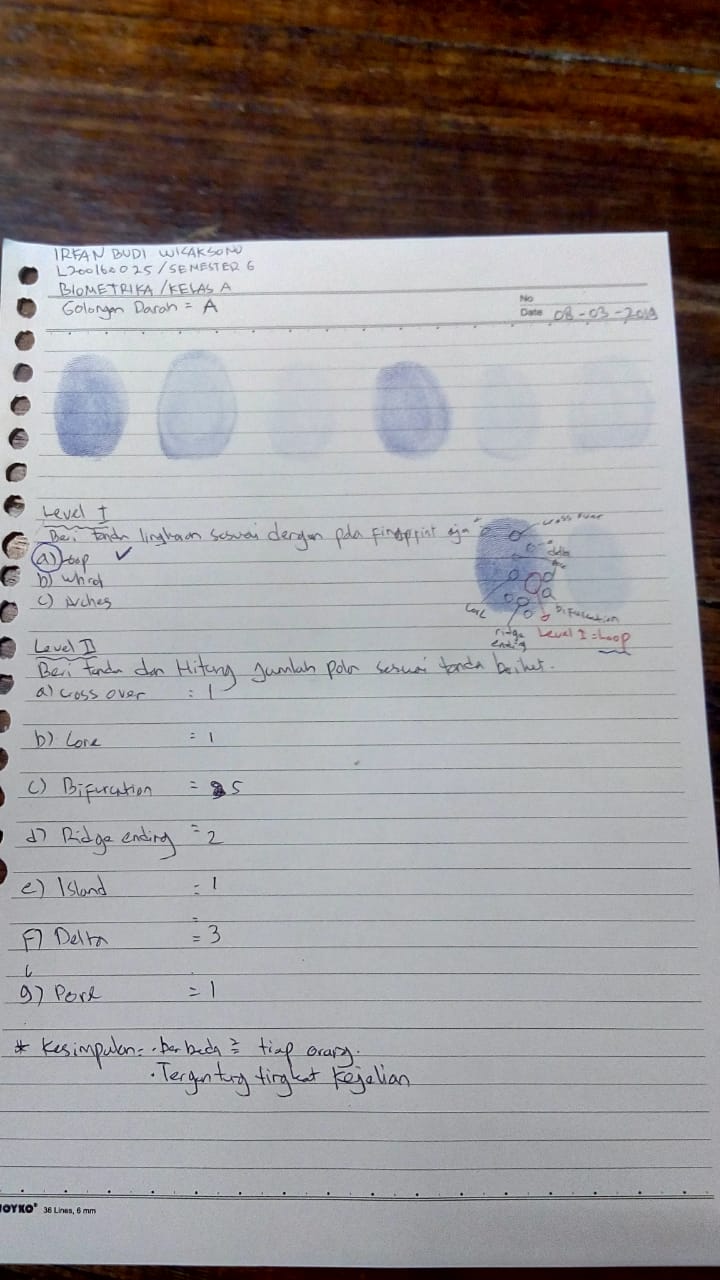 IRFAN BUDI WICAKSONO
L200160025/SEMESTER 6
BIOMETRIKA /KELAS A
Golongan Darah = A
No
Date 08-03-2019
Level I
Beri tanda lingkaran sesuai dengan pola Fingerprint aja
a) Loop ✓
b) Whrol
c) Arches
cross over
delta
Core
Bifurcation
ridge
ending
Level I = Loop
Level II
Beri tanda dan Hitung Jumlah pola sesuai tanda berikut.
a) Cross over : 1
b) Core = 1
c) Bifurcation = 5
d) Ridge ending = 2
e) Island = 1
F) Delta = 3
g) Pore = 1
* Kesimpulan = • berbeda ² tiap orang.
• Tergantung tingkat kejelian
JOYKO 36 Lines, 6 mm